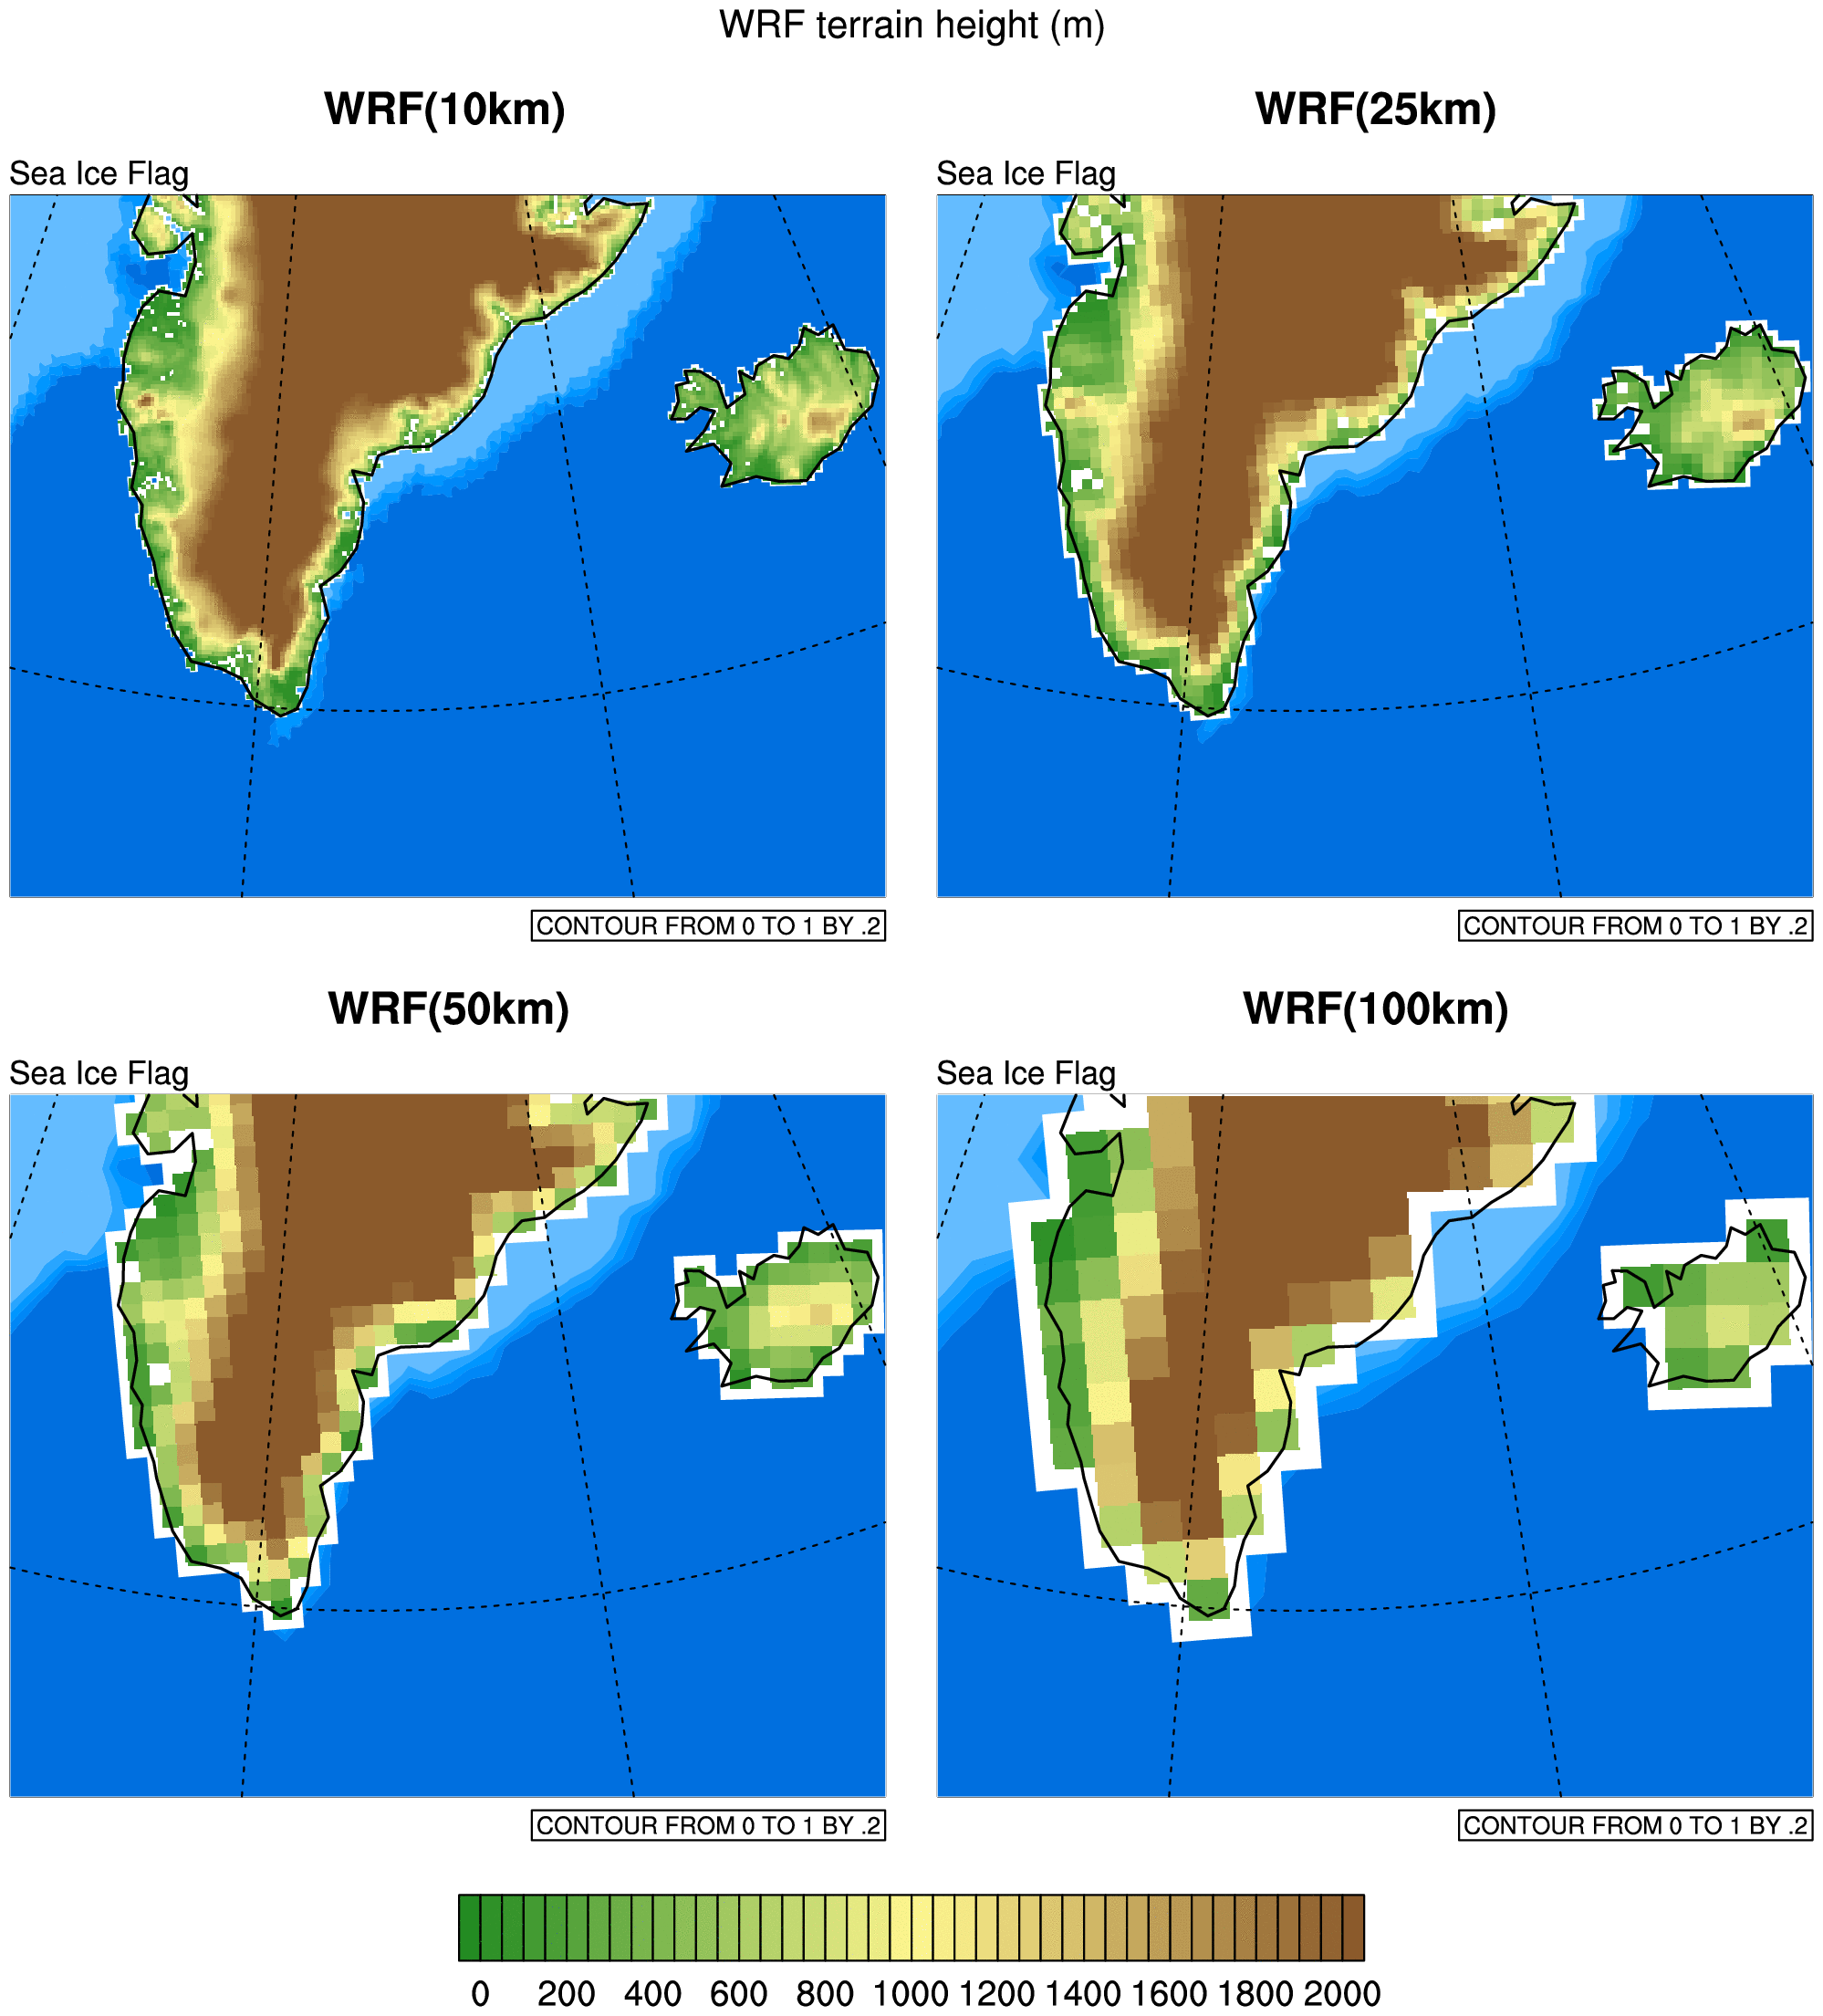 WRF terrain height (m)
WRF(10km)
WRF(25km)
Sea Ice Flag
Sea Ice Flag
CONTOUR FROM 0 TO 1 BY .2
CONTOUR FROM 0 TO 1 BY .2
WRF(50km)
WRF(100km)
Sea Ice Flag
Sea Ice Flag
CONTOUR FROM 0 TO 1 BY .2
CONTOUR FROM 0 TO 1 BY .2
0 200 400 600 800 1000 1200 1400 1600 1800 2000